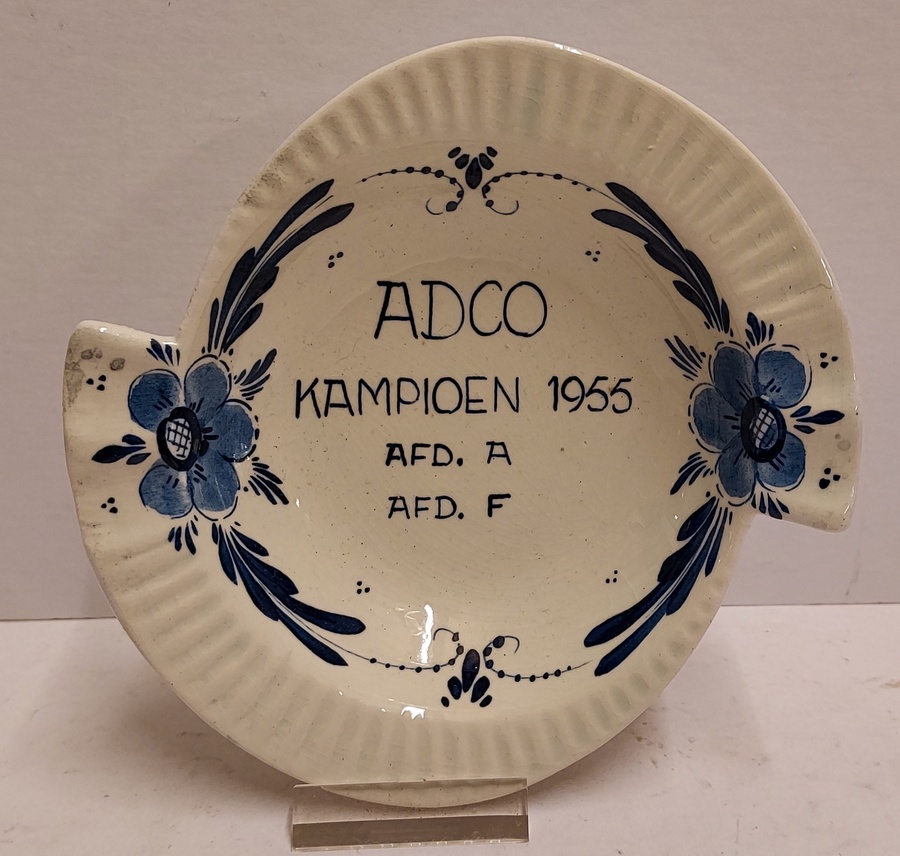 ADCO
KAMPIOEN 1955
AFD. A
AFD. F